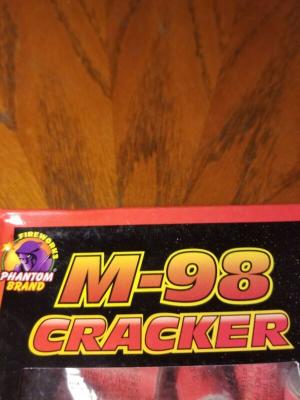 FIREWORKS
PHANTOM
BRAND
M-98
CRACKER